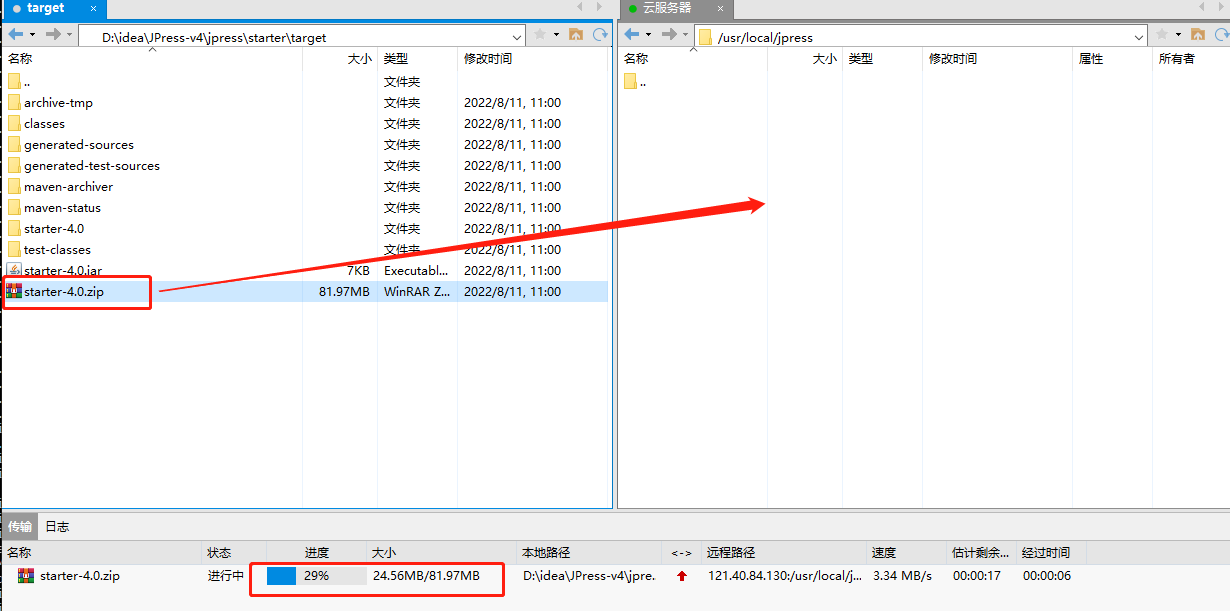 target × 云服务器 ×
D:\idea\JPress-v4\jpress\starter\target /usr/local/jpress
名称 大小 类型 修改时间 名称 大小 类型 修改时间 属性 所有者
.. 文件夹 ..
archive-tmp 文件夹 2022/8/11, 11:00
classes 文件夹 2022/8/11, 11:00
generated-sources 文件夹 2022/8/11, 11:00
generated-test-sources 文件夹 2022/8/11, 11:00
maven-archiver 文件夹 2022/8/11, 11:00
maven-status 文件夹 2022/8/11, 11:00
starter-4.0 文件夹 2022/8/11, 11:00
test-classes 文件夹 2022/8/11, 11:00
starter-4.0.jar 7KB Executabl... 2022/8/11, 11:00
starter-4.0.zip 81.97MB WinRAR Z... 2022/8/11, 11:00
传输 日志
名称 状态 进度 大小 本地路径 <-> 远程路径 速度 估计剩余... 经过时间
starter-4.0.zip 进行中 29% 24.56MB/81.97MB D:\idea\JPress-v4\jpre. 121.40.84.130:/usr/local/j... 3.34 MB/s 00:00:17 00:00:06